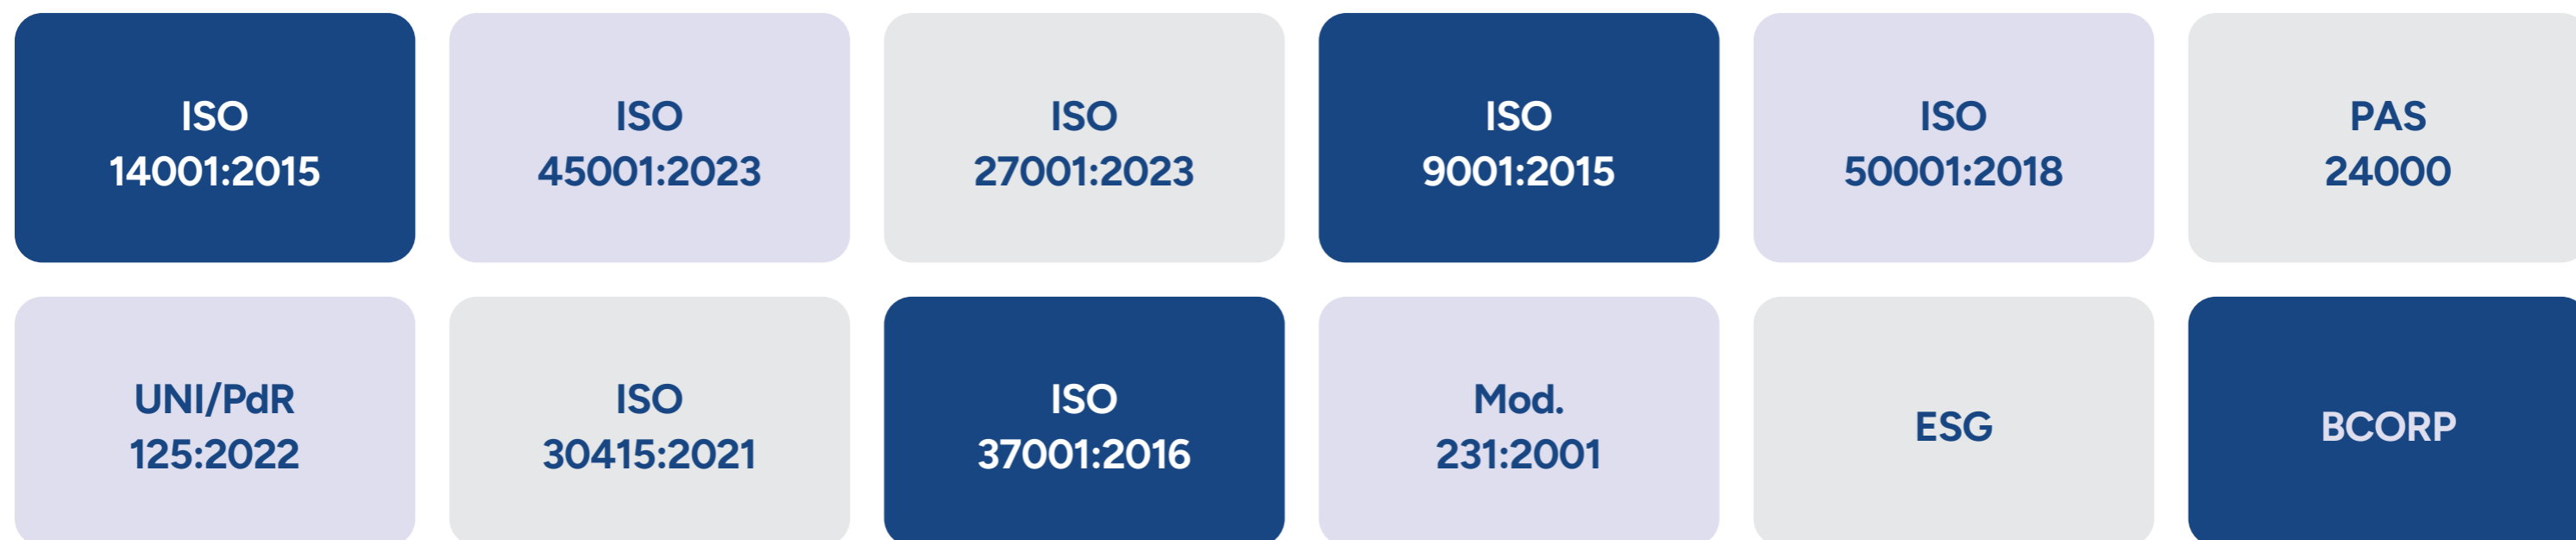 ISO
14001:2015
ISO
45001:2023
ISO
27001:2023
ISO
9001:2015
ISO
50001:2018
PAS
24000
UNI/PdR
125:2022
ISO
30415:2021
ISO
37001:2016
Mod.
231:2001
ESG
BCORP